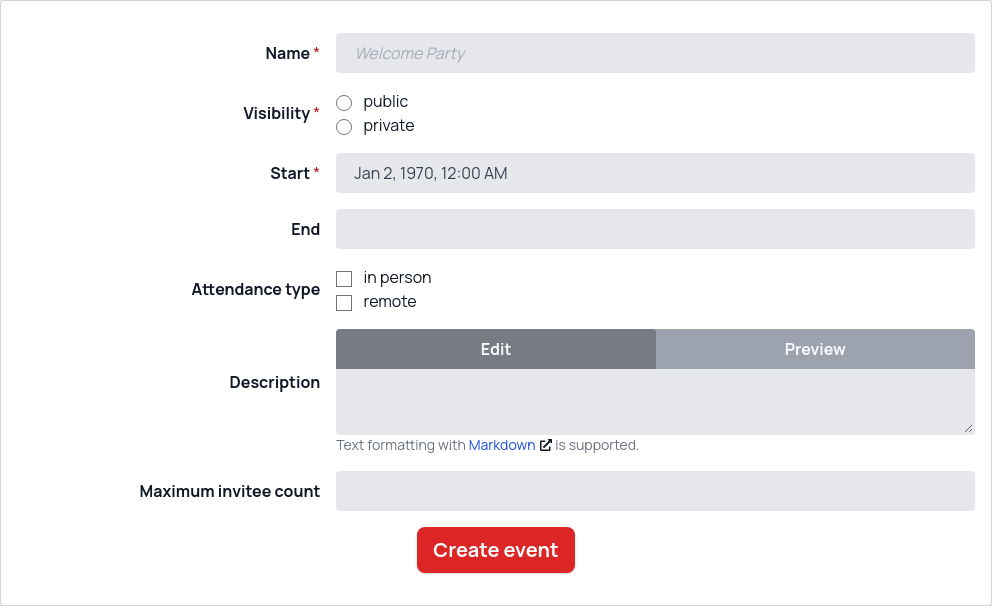 Name *
Welcome Party
Visibility *
public
private
Start *
Jan 2, 1970, 12:00 AM
End
Attendance type
in person
remote
Edit
Preview
Description
Text formatting with Markdown is supported.
Maximum invitee count
Create event